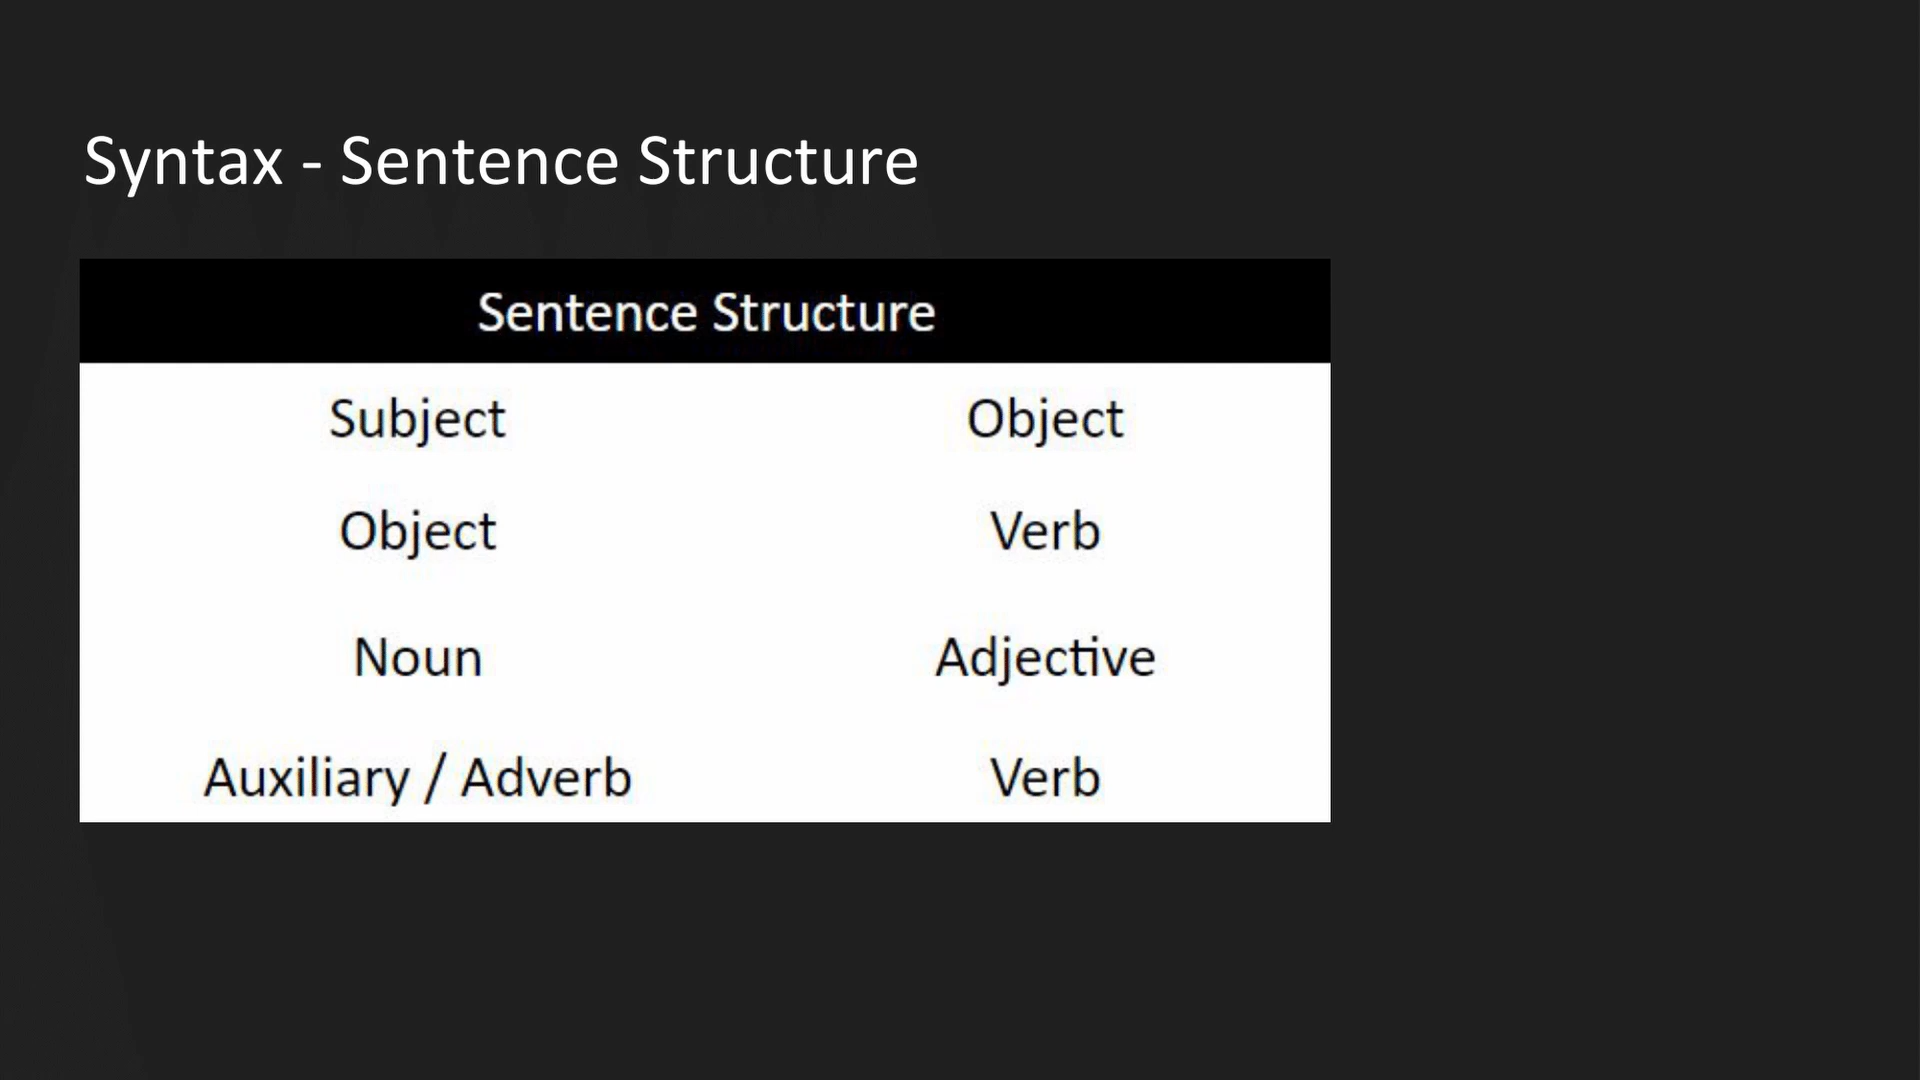 Syntax - Sentence Structure
Sentence Structure
Subject Object
Object Verb
Noun Adjective
Auxiliary / Adverb Verb